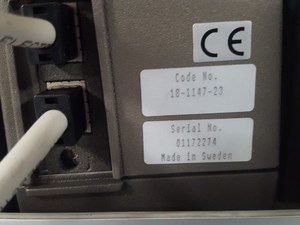 CE
Code No.
18-1147-23
Serial No.
01172274
Made in Sweden